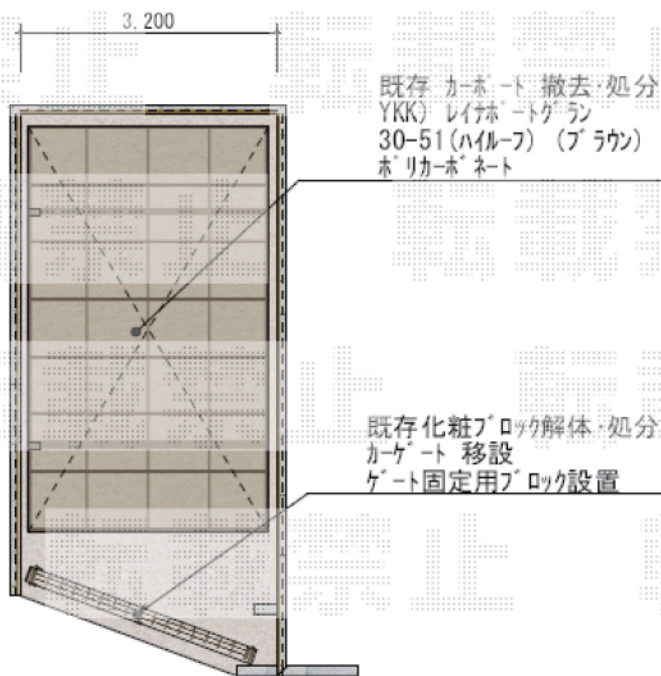 3.200
既存 カーポート 撤去・処分
YKK) レイナポートグラン
30-51(ハイルーフ) (ブラウン)
ポリカーボネート
既存化粧ブロック解体・処分
カーゲート 移設
ゲート固定用ブロック設置